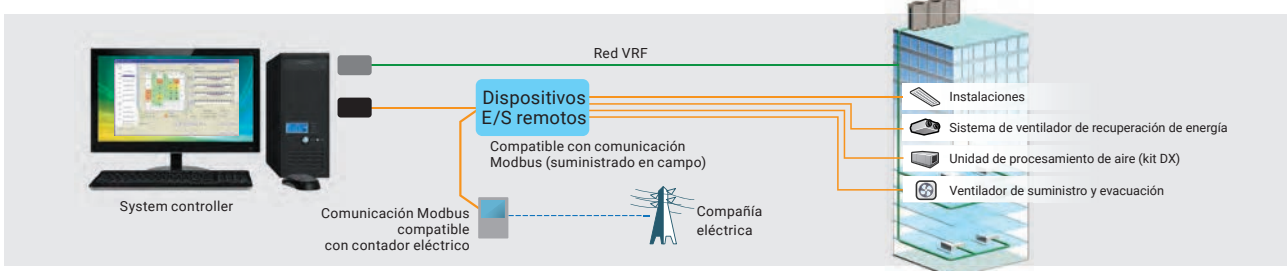 Red VRF
Dispositivos
E/S remotos
Compatible con comunicación
Modbus (suministrado en campo)
Instalaciones
Sistema de ventilador de recuperación de energía
Unidad de procesamiento de aire (kit DX)
Ventilador de suministro y evacuación
System controller
Comunicación Modbus
compatible
con contador eléctrico
Compañía
eléctrica